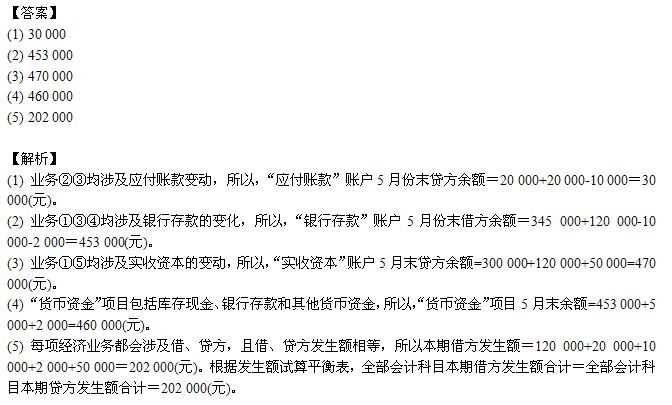 【答案】
(1) 30 000
(2) 453 000
(3) 470 000
(4) 460 000
(5) 202 000
【解析】
(1) 业务②③均涉及应付账款变动，所以，“应付账款”账户 5 月份末贷方余额＝20 000+20 000-10 000＝30
000(元)。
(2) 业务①③④均涉及银行存款的变化，所以，“银行存款”账户 5 月份末借方余额＝345 000+120 000-10
000-2 000＝453 000(元)。
(3) 业务①⑤均涉及实收资本的变动，所以，“实收资本”账户 5 月末贷方余额=300 000+120 000+50 000=470
000(元)。
(4) “货币资金”项目包括库存现金、银行存款和其他货币资金，所以，“货币资金”项目 5 月末余额=453 000+5
000+2 000=460 000(元)。
(5) 每项经济业务都会涉及借、贷方，且借、贷方发生额相等，所以本期借方发生额＝120 000+20 000+10
000+2 000+50 000＝202 000(元)。根据发生额试算平衡表，全部会计科目本期借方发生额合计＝全部会计科
目本期贷方发生额合计＝202 000(元)。